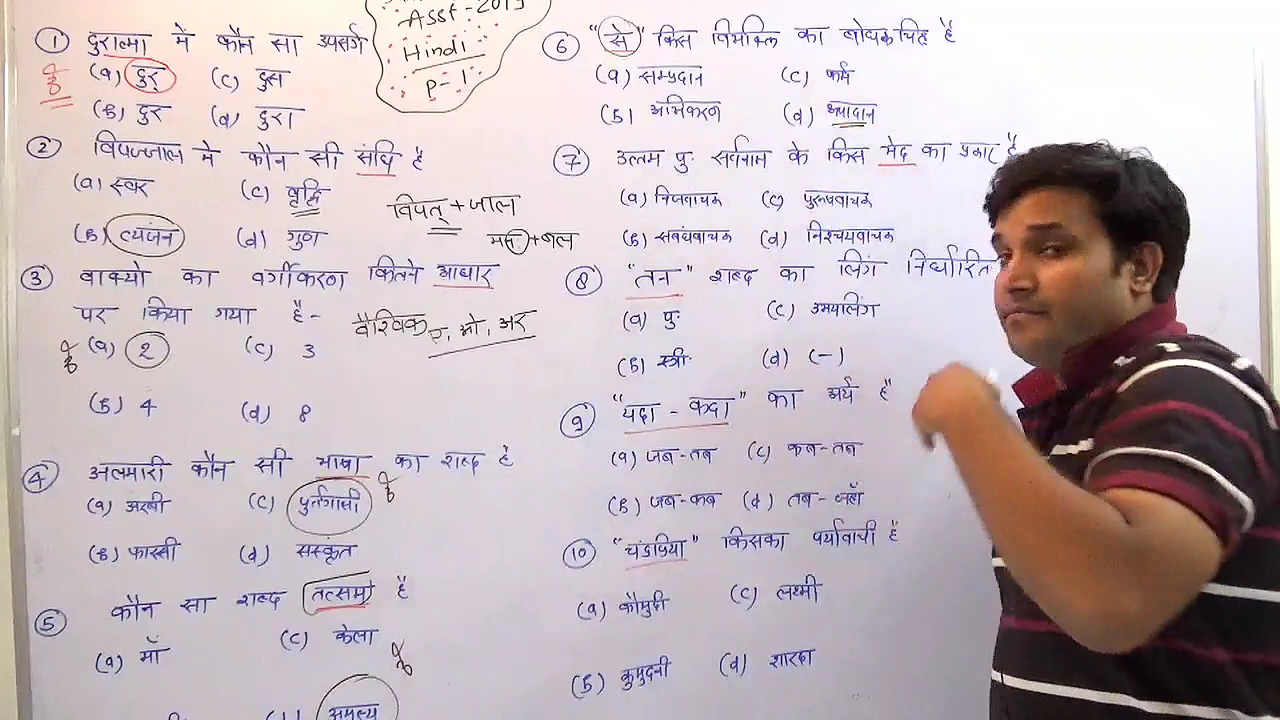 Asst-2019
Hindi
P-1
① दुरात्मा में कौन सा उपसर्ग
(a) दुर् (c) दुस
(b) दुर (d) दुरा
② विपज्जाल मे कौन सी संधि है
(a) स्वर (c) वृद्धि
(b) व्यंजन (d) गुण
विपत् + जाल
③ वाक्यो का वर्गीकरण कितने आधार
पर किया गया है-
(a) 2 (c) 3
(b) 4 (d) 8
④ अलमारी कौन सी भाषा का शब्द है
(a) अरबी (c) पुर्तगाली
(b) फारसी (d) संस्कृत
⑤ कौन सा शब्द तत्सम है
(a) माँ (c) केला
⑥ "से" किस विभक्ति का बोधक चिह है
(a) सम्प्रदान (c) कर्म
(b) अधिकरण (d) अपादान
⑦ उत्तम पु. सर्वनाम के किस भेद का प्रकार है
(a) निजवाचक (c) पुरुषवाचक
(b) सबंधवाचक (d) निश्चयवाचक
⑧ "तन" शब्द का लिंग निर्धारित
(a) पु. (c) उभयलिंग
(b) स्त्री. (d) (-)
⑨ "यदा - कदा" का अर्थ है
(a) जब-तब (c) कब-तब
(b) जब-कब (d) तब-जहाँ
⑩ "चंडप्रिया" किसका पर्यावाची है
(a) कौमुदी (c) लक्ष्मी
(b) कुमुदनी (d) शारदा